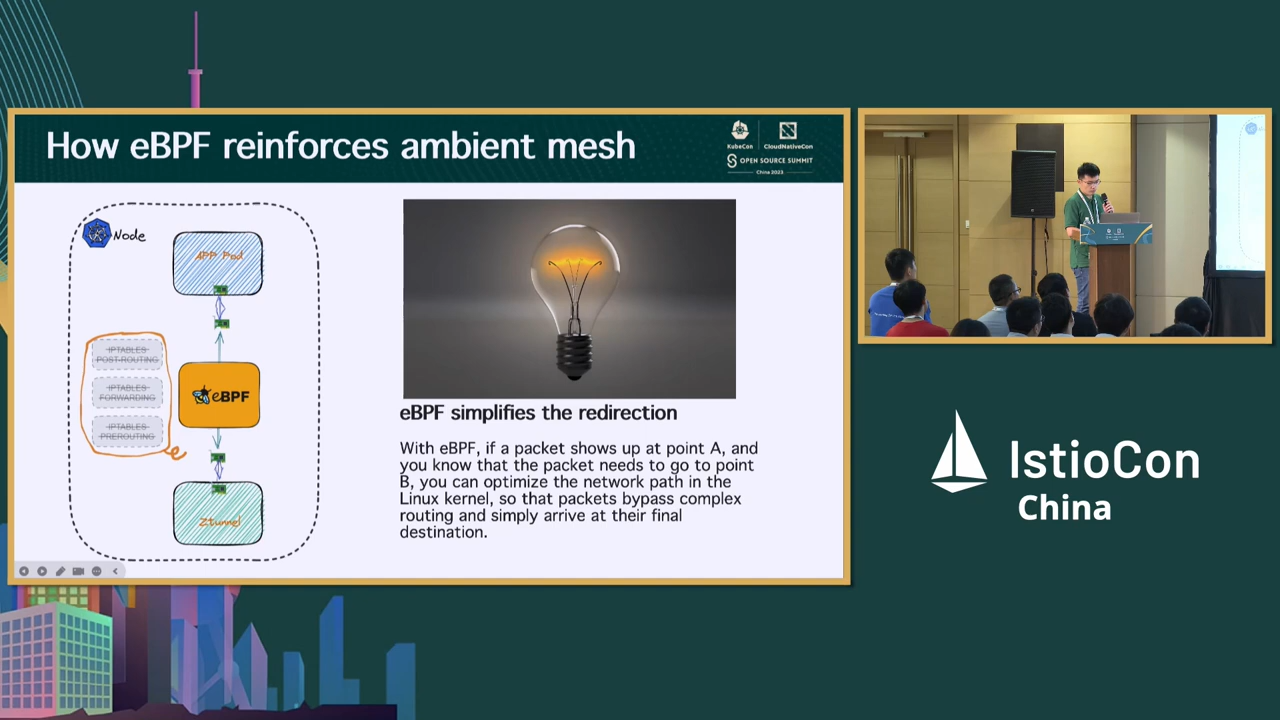 How eBPF reinforces ambient mesh
KubeCon
CloudNativeCon
OPEN SOURCE SUMMIT
China 2023
Node
APP Pod
IPTABLES
POST-ROUTING
IPTABLES
FORWARDING
IPTABLES
PREROUTING
eBPF
Ztunnel
eBPF simplifies the redirection
With eBPF, if a packet shows up at point A, and
you know that the packet needs to go to point
B, you can optimize the network path in the
Linux kernel, so that packets bypass complex
routing and simply arrive at their final
destination.
IstioCon
China